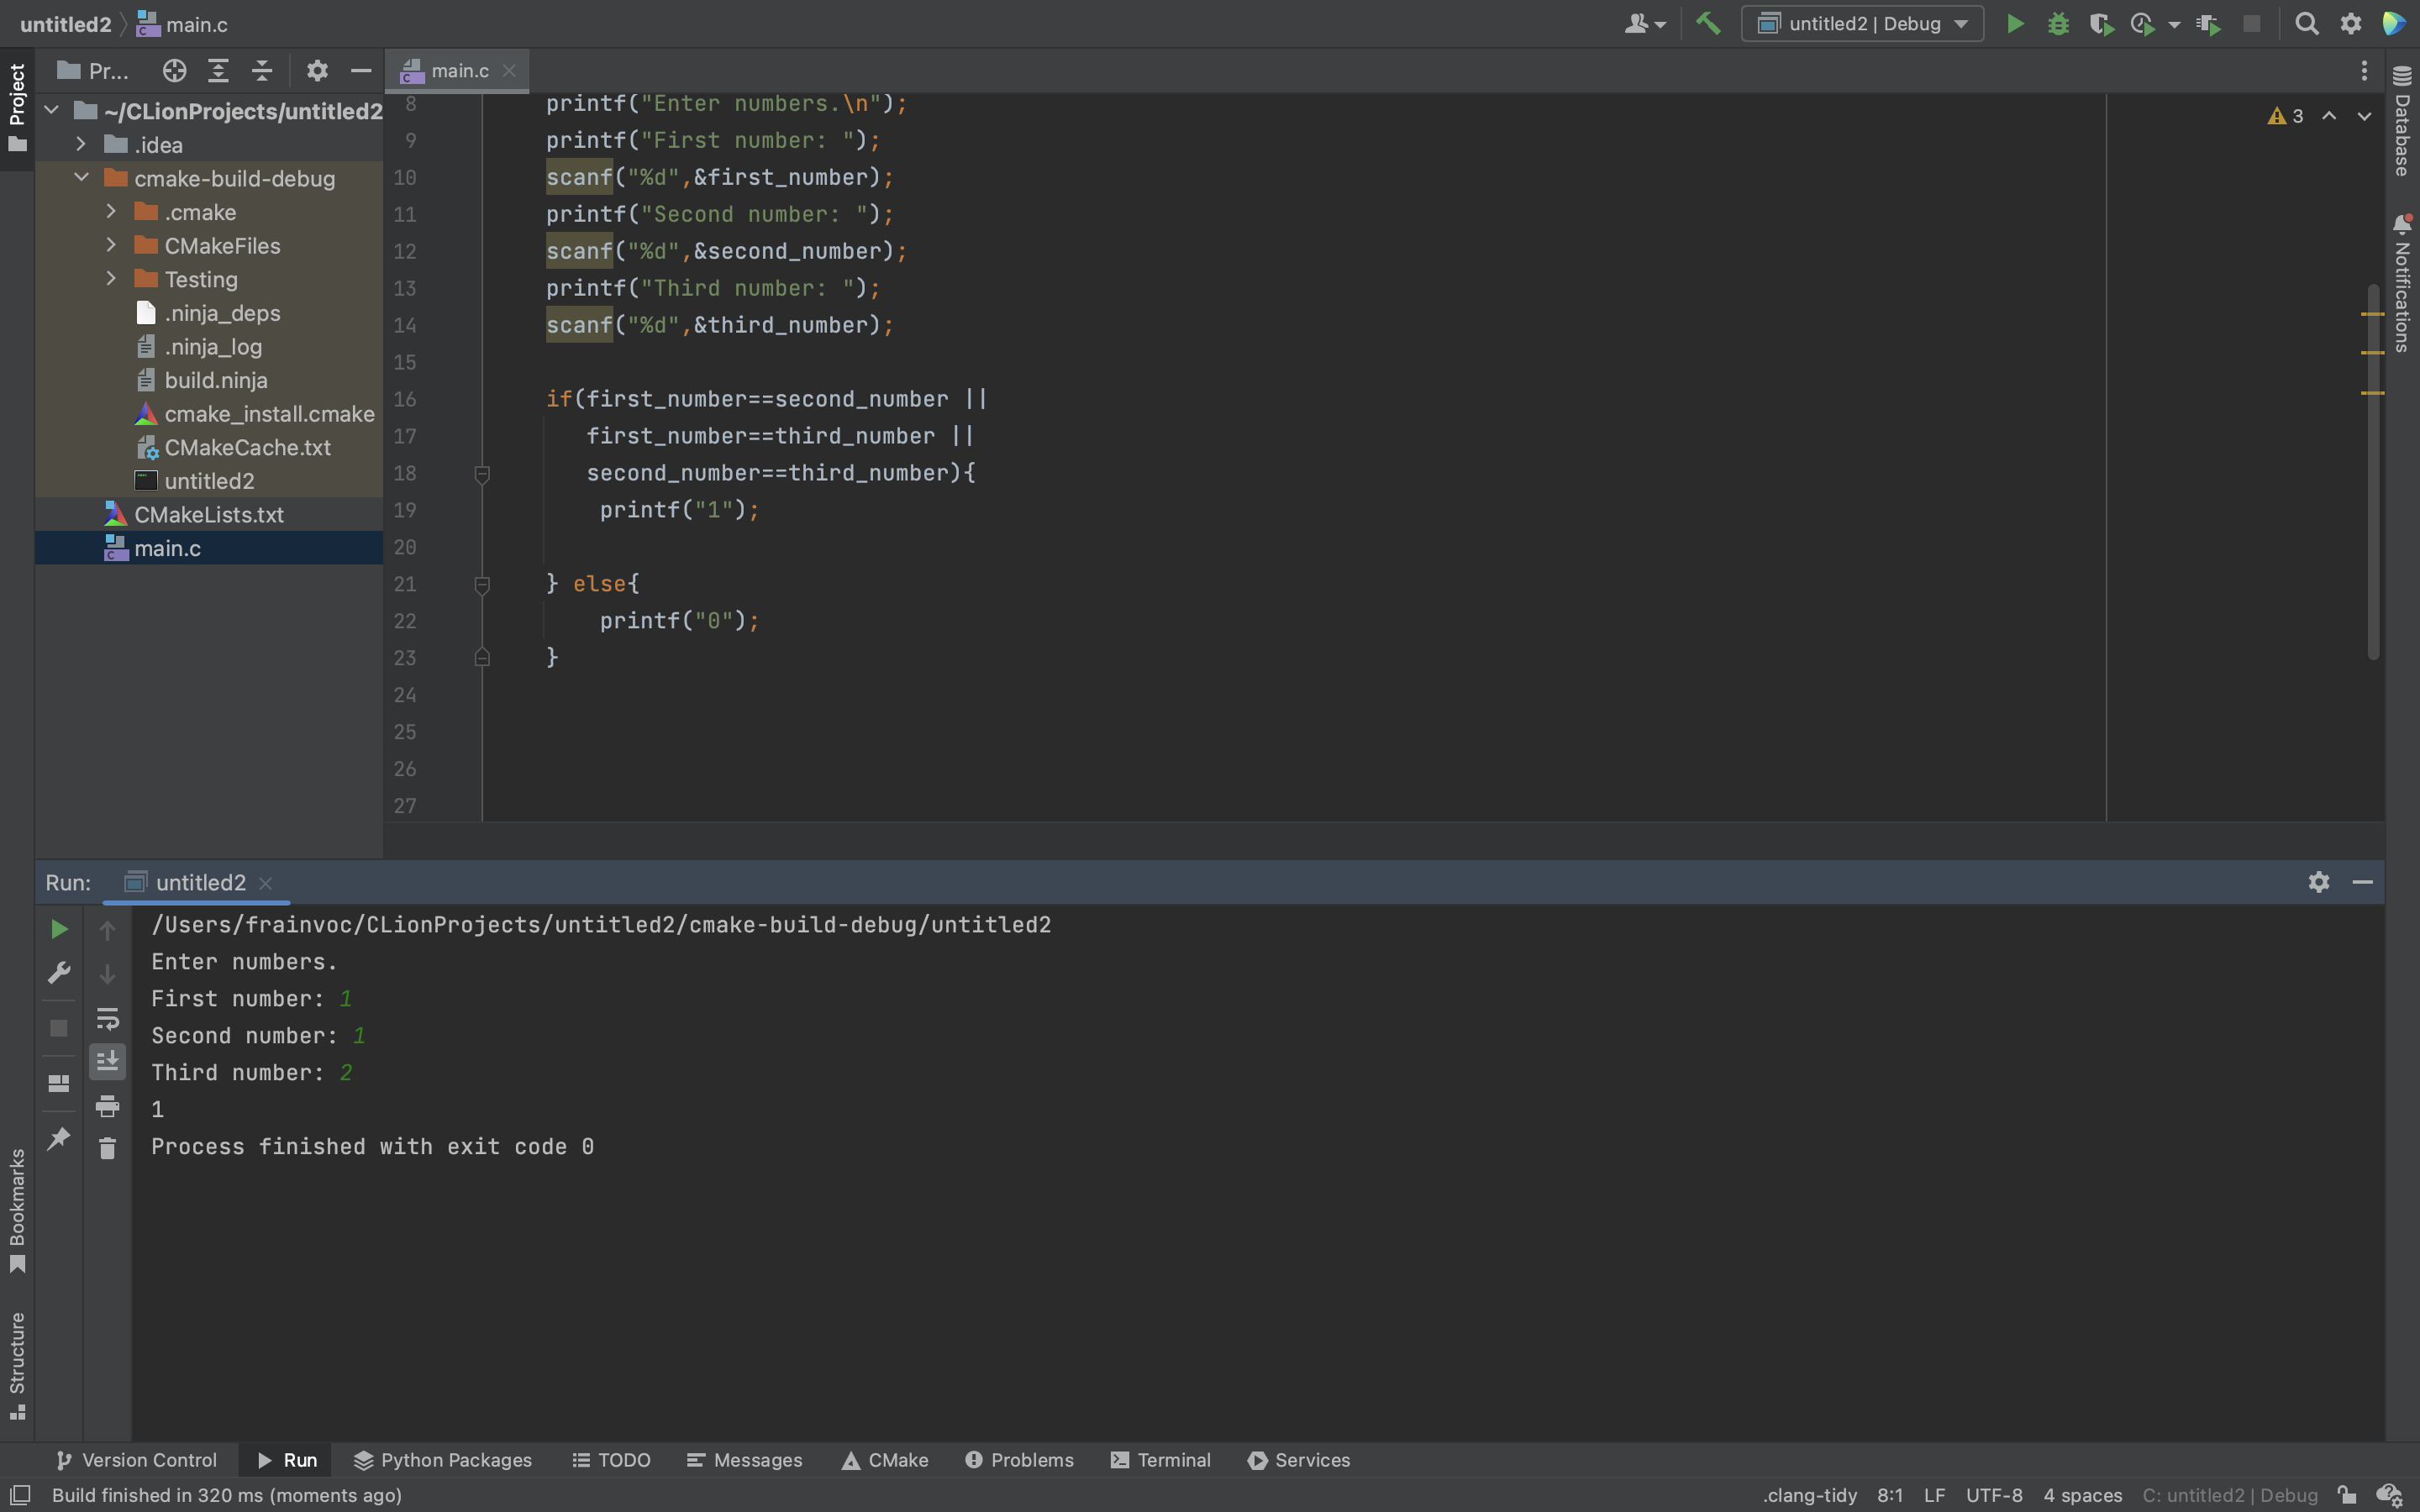 untitled2 main.c
untitled2 | Debug
Project
Pr...
main.c
~/CLionProjects/untitled2
.idea
cmake-build-debug
.cmake
CMakeFiles
Testing
.ninja_deps
.ninja_log
build.ninja
cmake_install.cmake
CMakeCache.txt
untitled2
CMakeLists.txt
main.c
8 printf("Enter numbers.\n");
9 printf("First number: ");
10 scanf("%d",&first_number);
11 printf("Second number: ");
12 scanf("%d",&second_number);
13 printf("Third number: ");
14 scanf("%d",&third_number);
15
16 if(first_number==second_number ||
17 first_number==third_number ||
18 second_number==third_number){
19 printf("1");
20
21 } else{
22 printf("0");
23 }
24
25
26
27
3
Database
Notifications
Run: untitled2
/Users/frainvoc/CLionProjects/untitled2/cmake-build-debug/untitled2
Enter numbers.
First number: 1
Second number: 1
Third number: 2
1
Process finished with exit code 0
Bookmarks
Structure
Version Control Run Python Packages TODO Messages CMake Problems Terminal Services
Build finished in 320 ms (moments ago)
.clang-tidy 8:1 LF UTF-8 4 spaces C: untitled2 | Debug